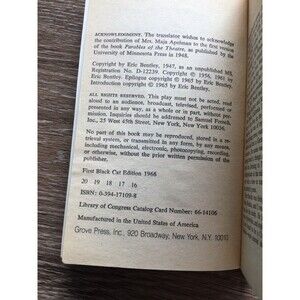 ACKNOWLEDGMENT. The translator wishes to acknowledge
the contribution of Mrs. Maja Apelman to the first version
of the book Parables of the Theatre, as published by the
University of Minnesota Press in 1948.
Copyright by Eric Bentley, 1947, as an unpublished MS,
Registration No. D-12239. Copyright © 1956, 1961 by
Eric Bentley. Epilogue copyright © 1965 by Eric Bentley.
Introduction copyright © 1965 by Eric Bentley.
ALL RIGHTS RESERVED. This play must not be acted, read
aloud to an audience, broadcast, televised, performed or
presented in any way, in whole or in part, without prior
permission. Inquiries should be addressed to Samuel French,
Inc., 25 West 45th Street, New York, New York 10036.
No part of this book may be reproduced, stored in a
retrieval system, or transmitted in any form, by any means,
including mechanical, electronic, photocopying, recording,
or otherwise, without the prior written permission of the
publisher.
First Black Cat Edition 1966
20 19 18 17 16
ISBN: 0-394-17109-8
Library of Congress Catalog Card Number: 66-14106
Manufactured in the United States of America
Grove Press, Inc., 920 Broadway, New York, N.Y. 10010